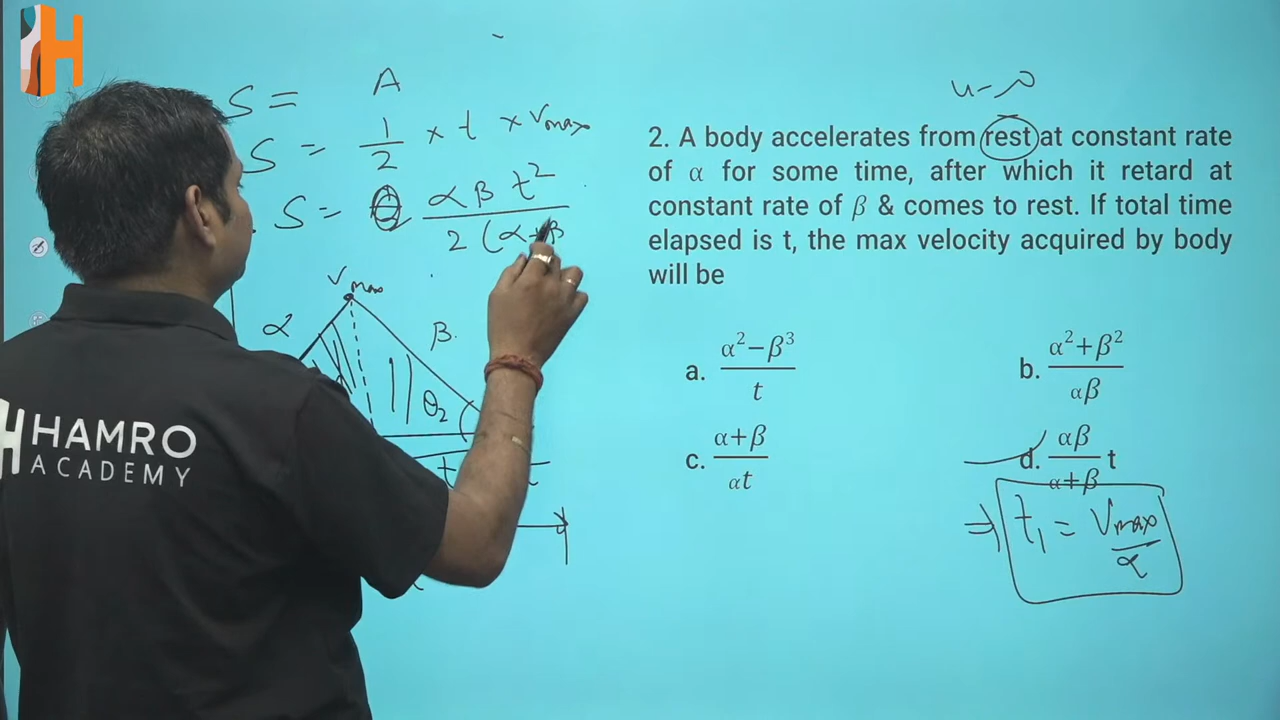 H
S = A
S = 1/2 × t × Vmax
S = αβt²/2(α+β
Vmax
α
β
θ₂
t
HAMRO
ACADEMY
2. A body accelerates from rest at constant rate
of α for some time, after which it retard at
constant rate of β & comes to rest. If total time
elapsed is t, the max velocity acquired by body
will be
a. α²−β³/t
b. α²+β²/αβ
c. α+β/αt
d. αβ/α+β t
⇒ t₁ = Vmax/α